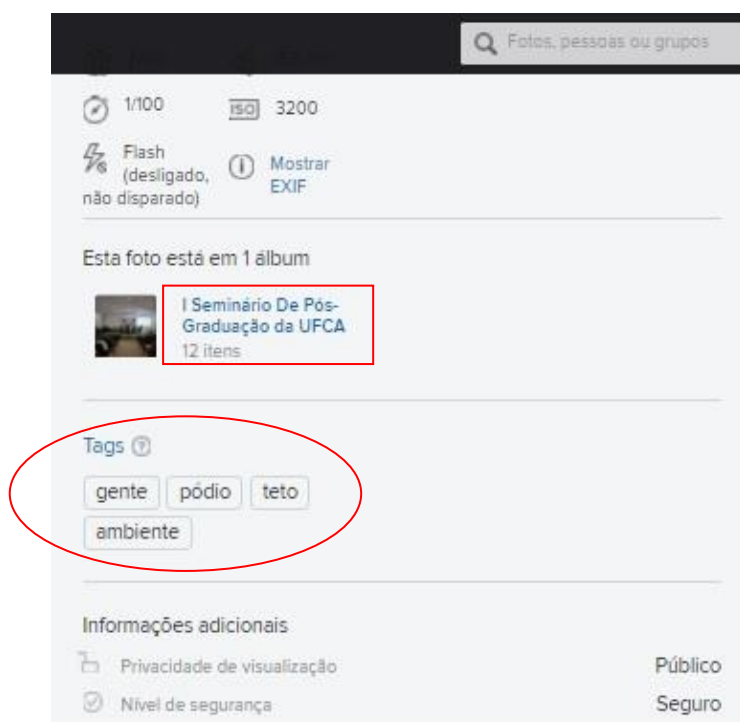 Fotos, pessoas ou grupos
1/100
ISO 3200
Flash
(desligado,
não disparado)
Mostrar
EXIF
Esta foto está em 1 álbum
I Seminário De Pós-
Graduação da UFCA
12 itens
Tags ?
gente pódio teto
ambiente
Informações adicionais
Privacidade de visualização Público
Nível de segurança Seguro